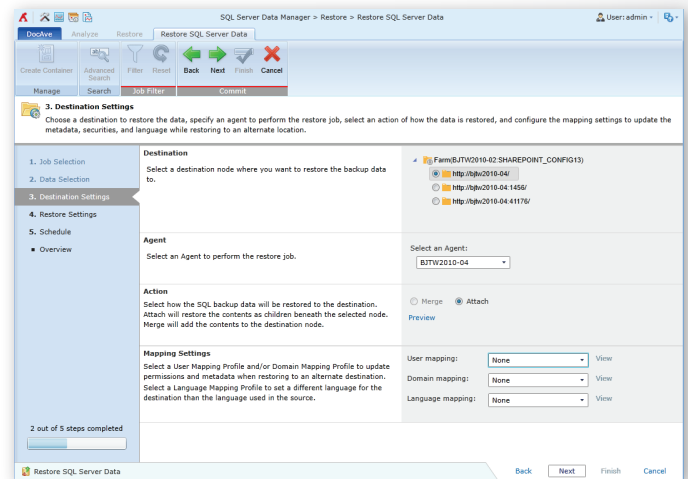 SQL Server Data Manager > Restore > Restore SQL Server Data
User: admin
DocAve Analyze Restore Restore SQL Server Data
Create Container Advanced Search Filter Reset Back Next Finish Cancel
Manage Search Job Filter Commit
3. Destination Settings
Choose a destination to restore the data, specify an agent to perform the restore job, select an action of how the data is restored, and configure the mapping settings to update the
metadata, securities, and language while restoring to an alternate location.
1. Job Selection
2. Data Selection
3. Destination Settings
4. Restore Settings
5. Schedule
Overview
2 out of 5 steps completed
Destination
Select a destination node where you want to restore the backup data
to.
Farm(BJTW2010-02:SHAREPOINT_CONFIG13)
http://bjtw2010-04/
http://bjtw2010-04:1456/
http://bjtw2010-04:41176/
Agent
Select an Agent to perform the restore job.
Select an Agent:
BJTW2010-04
Action
Select how the SQL backup data will be restored to the destination.
Attach will restore the contents as children beneath the selected node.
Merge will add the contents to the destination node.
Merge Attach
Preview
Mapping Settings
Select a User Mapping Profile and/or Domain Mapping Profile to update
permissions and metadata when restoring to an alternate destination.
Select a Language Mapping Profile to set a different language for the
destination than the language used in the source.
User mapping: None View
Domain mapping: None View
Language mapping: None View
Restore SQL Server Data
Back Next Finish Cancel